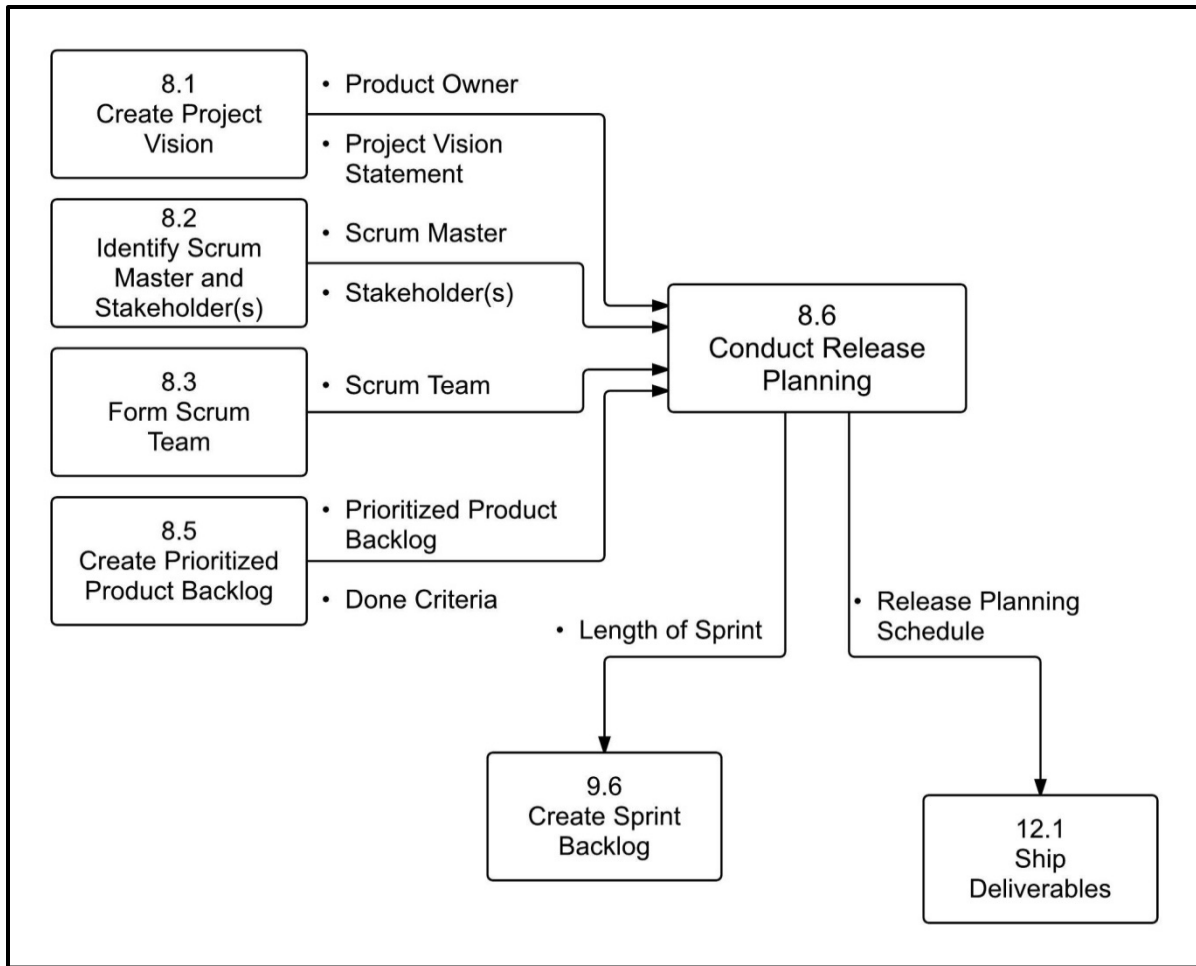 8.1
Create Project
Vision
• Product Owner
• Project Vision
Statement
8.2
Identify Scrum
Master and
Stakeholder(s)
• Scrum Master
• Stakeholder(s)
8.3
Form Scrum
Team
• Scrum Team
8.5
Create Prioritized
Product Backlog
• Prioritized Product
Backlog
• Done Criteria
8.6
Conduct Release
Planning
• Length of Sprint
• Release Planning
Schedule
9.6
Create Sprint
Backlog
12.1
Ship
Deliverables